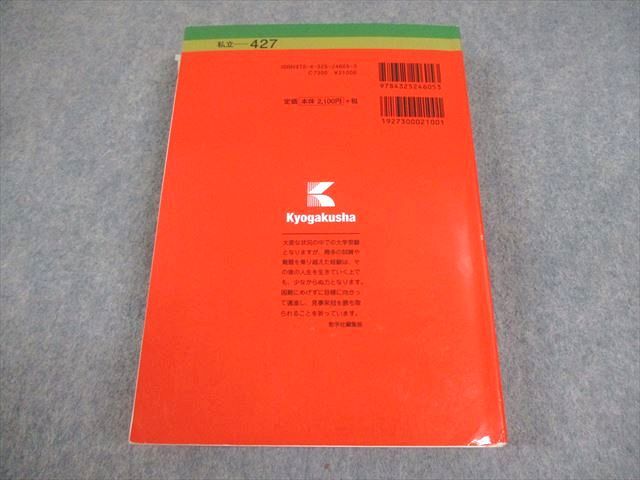 私立――427
ISBN978-4-325-24605-3
C7300 ¥2100E
定価 本体 2,100円 +税
9784325246053
1927300021001
Kyogakusha
大変な状況の中での大学受験
となりますが、幾多の試練や
難題を乗り越えた経験は、そ
の後の人生を生きていく上で
も、少なからぬ力となります。
困難にめげずに目標に向かっ
て邁進し、見事栄冠を勝ち取
られることを祈っています。
教学社編集部